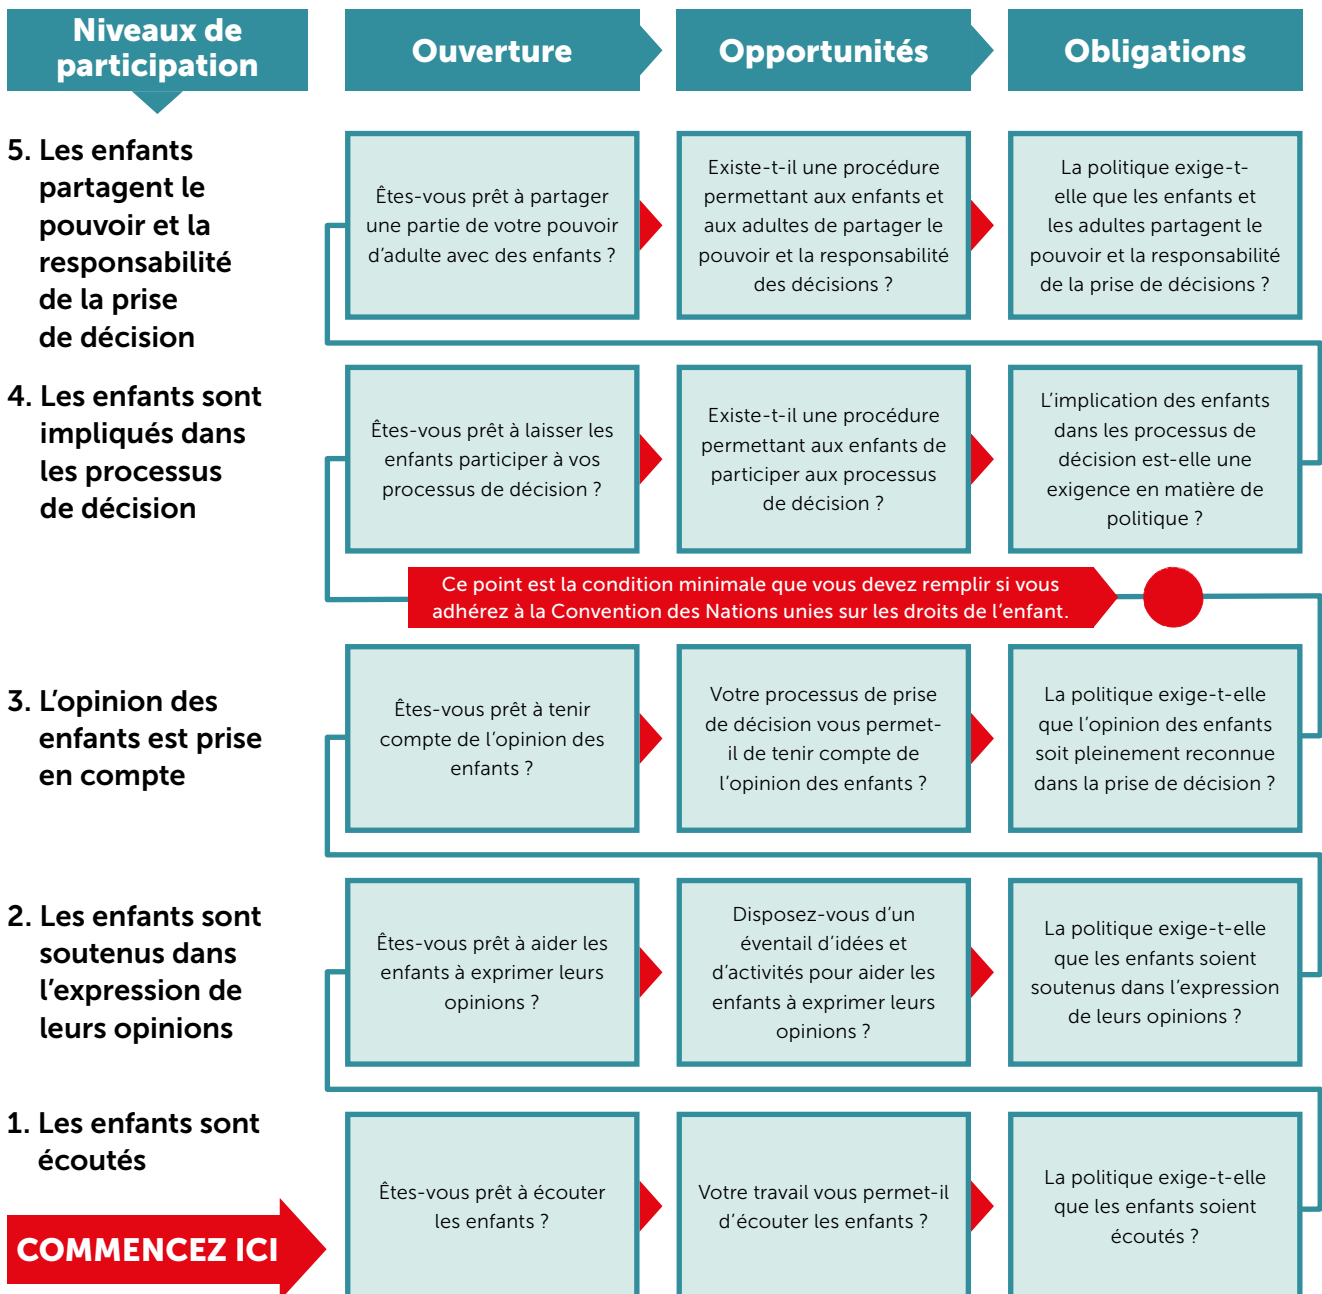 Niveaux de
participation
Ouverture
Opportunités
Obligations
5. Les enfants
partagent le
pouvoir et la
responsabilité
de la prise
de décision
Êtes-vous prêt à partager
une partie de votre pouvoir
d’adulte avec des enfants ?
Existe-t-il une procédure
permettant aux enfants et
aux adultes de partager le
pouvoir et la responsabilité
des décisions ?
La politique exige-t-
elle que les enfants et
les adultes partagent le
pouvoir et la responsabilité
de la prise de décisions ?
4. Les enfants sont
impliqués dans
les processus
de décision
Êtes-vous prêt à laisser les
enfants participer à vos
processus de décision ?
Existe-t-il une procédure
permettant aux enfants de
participer aux processus
de décision ?
L’implication des enfants
dans les processus de
décision est-elle une
exigence en matière de
politique ?
Ce point est la condition minimale que vous devez remplir si vous
adhérez à la Convention des Nations unies sur les droits de l’enfant.
3. L’opinion des
enfants est prise
en compte
Êtes-vous prêt à tenir
compte de l’opinion des
enfants ?
Votre processus de prise
de décision vous permet-
il de tenir compte de
l’opinion des enfants ?
La politique exige-t-elle
que l’opinion des enfants
soit pleinement reconnue
dans la prise de décision ?
2. Les enfants sont
soutenus dans
l’expression de
leurs opinions
Êtes-vous prêt à aider les
enfants à exprimer leurs
opinions ?
Disposez-vous d’un
éventail d’idées et
d’activités pour aider les
enfants à exprimer leurs
opinions ?
La politique exige-t-elle
que les enfants soient
soutenus dans l’expression
de leurs opinions ?
1. Les enfants sont
écoutés
COMMENCEZ ICI
Êtes-vous prêt à écouter
les enfants ?
Votre travail vous permet-il
d’écouter les enfants ?
La politique exige-t-elle
que les enfants soient
écoutés ?